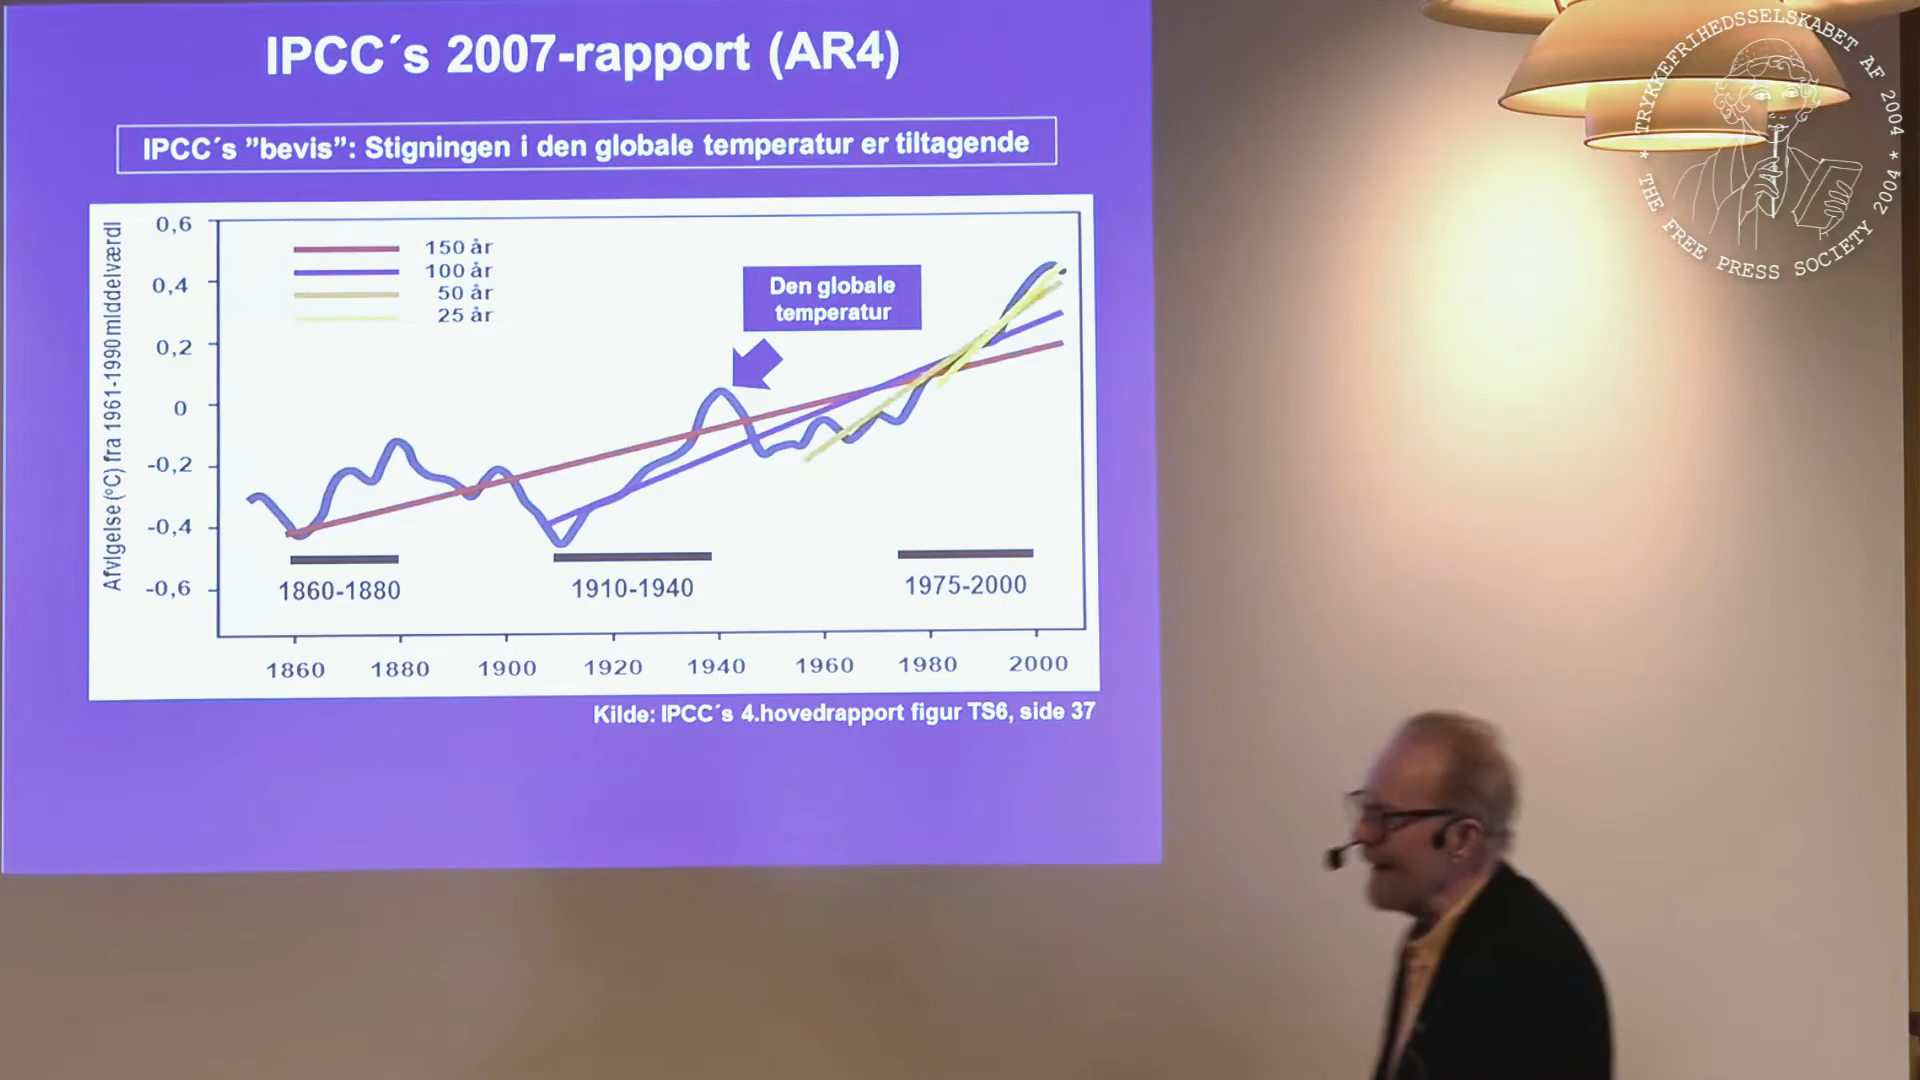 IPCC´s 2007-rapport (AR4)
IPCC´s ”bevis”: Stigningen i den globale temperatur er tiltagende
Afvigelse (°C) fra 1961-1990 middelværdi
0,6
0,4
0,2
0
-0,2
-0,4
-0,6
150 år
100 år
50 år
25 år
Den globale
temperatur
1860-1880
1910-1940
1975-2000
1860
1880
1900
1920
1940
1960
1980
2000
Kilde: IPCC´s 4.hovedrapport figur TS6, side 37
* TRYKKEFRIHEDSSELSKABET AF 2004 *
THE FREE PRESS SOCIETY 2004